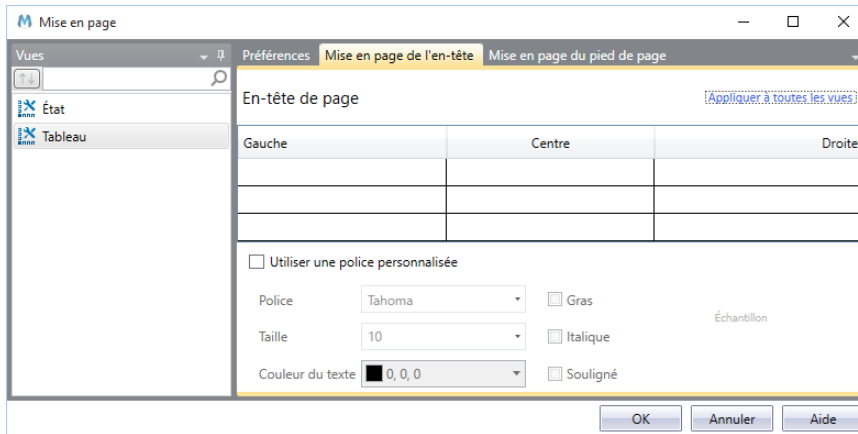 Mise en page
Vues
Préférences Mise en page de l'en-tête Mise en page du pied de page
État
Tableau
En-tête de page Appliquer à toutes les vues
Gauche Centre Droite
Utiliser une police personnalisée
Police Tahoma Gras
Échantillon
Taille 10 Italique
Couleur du texte 0, 0, 0 Souligné
OK Annuler Aide